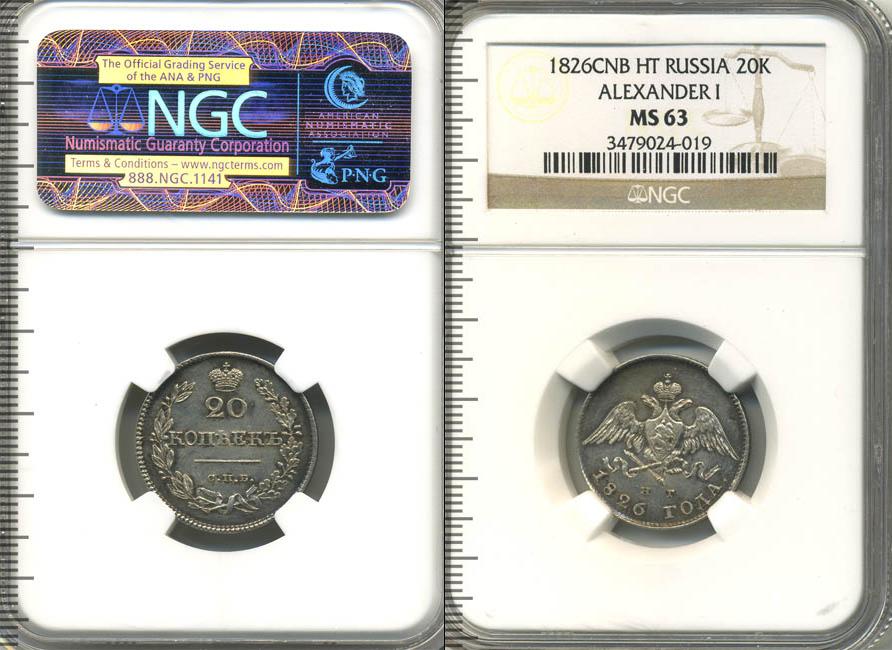 The Official Grading Service
of the ANA & PNG
NGC
Numismatic Guaranty Corporation
Terms & Conditions – www.ngcterms.com
888.NGC.1141
AMERICAN
NUMISMATIC
ASSOCIATION
P·N·G
1826CNB HT RUSSIA 20K
ALEXANDER I
MS 63
3479024-019
NGC
20
КОПѢЕКЪ
С.П.Б.
Н Г
1826 ГОДА.